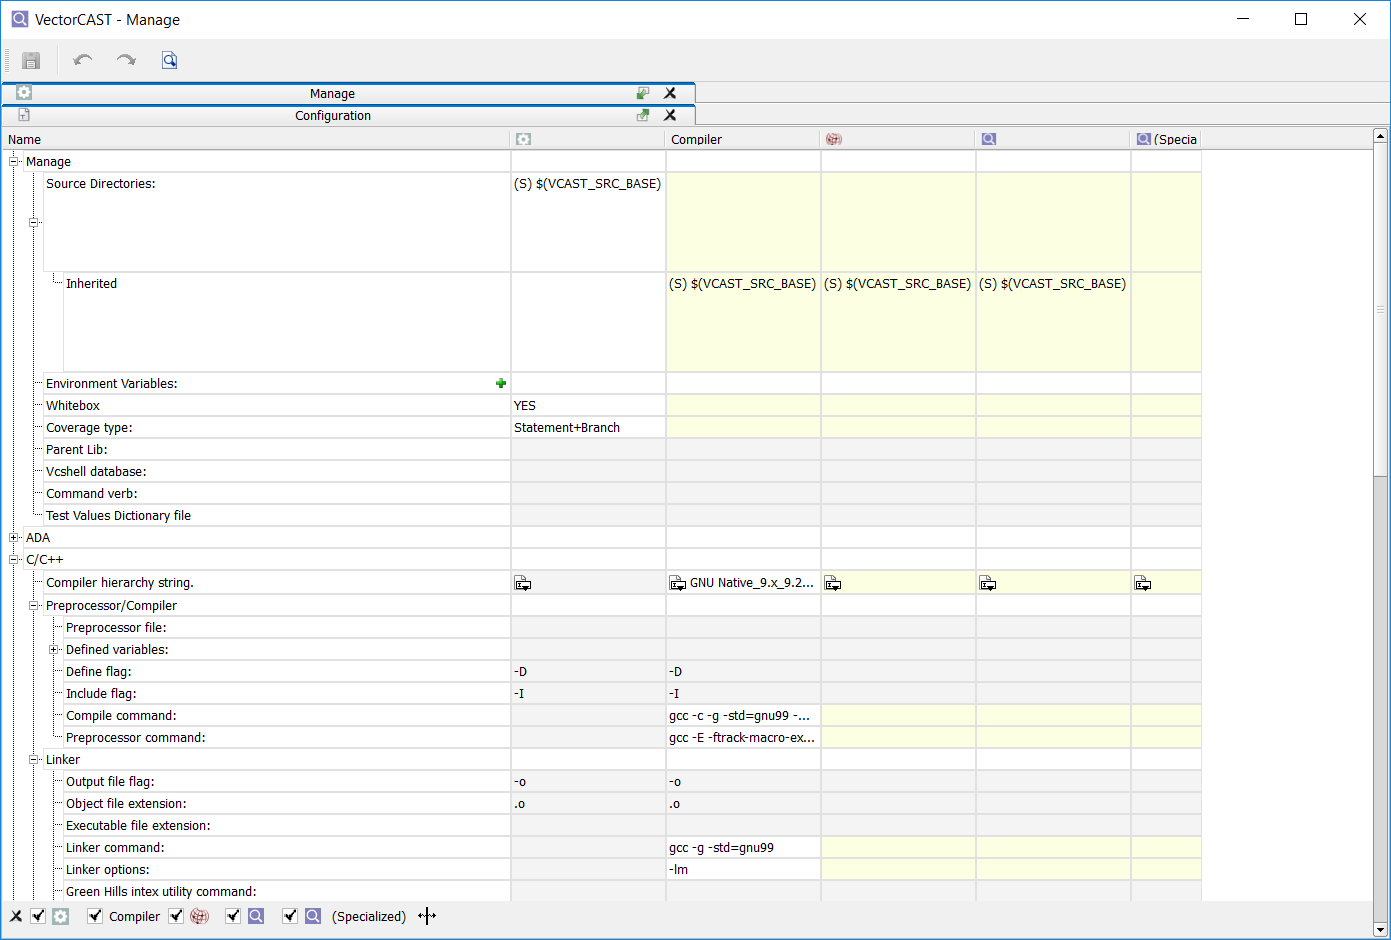 VectorCAST - Manage
Manage
Configuration
Name Compiler (Specia
Manage
Source Directories: (S) $(VCAST_SRC_BASE)
Inherited (S) $(VCAST_SRC_BASE) (S) $(VCAST_SRC_BASE) (S) $(VCAST_SRC_BASE)
Environment Variables:
Whitebox YES
Coverage type: Statement+Branch
Parent Lib:
Vcshell database:
Command verb:
Test Values Dictionary file
ADA
C/C++
Compiler hierarchy string. GNU Native_9.x_9.2...
Preprocessor/Compiler
Preprocessor file:
Defined variables:
Define flag: -D -D
Include flag: -I -I
Compile command: gcc -c -g -std=gnu99 -...
Preprocessor command: gcc -E -ftrack-macro-ex...
Linker
Output file flag: -o -o
Object file extension: .o .o
Executable file extension:
Linker command: gcc -g -std=gnu99
Linker options: -lm
Green Hills intex utility command:
Compiler (Specialized)